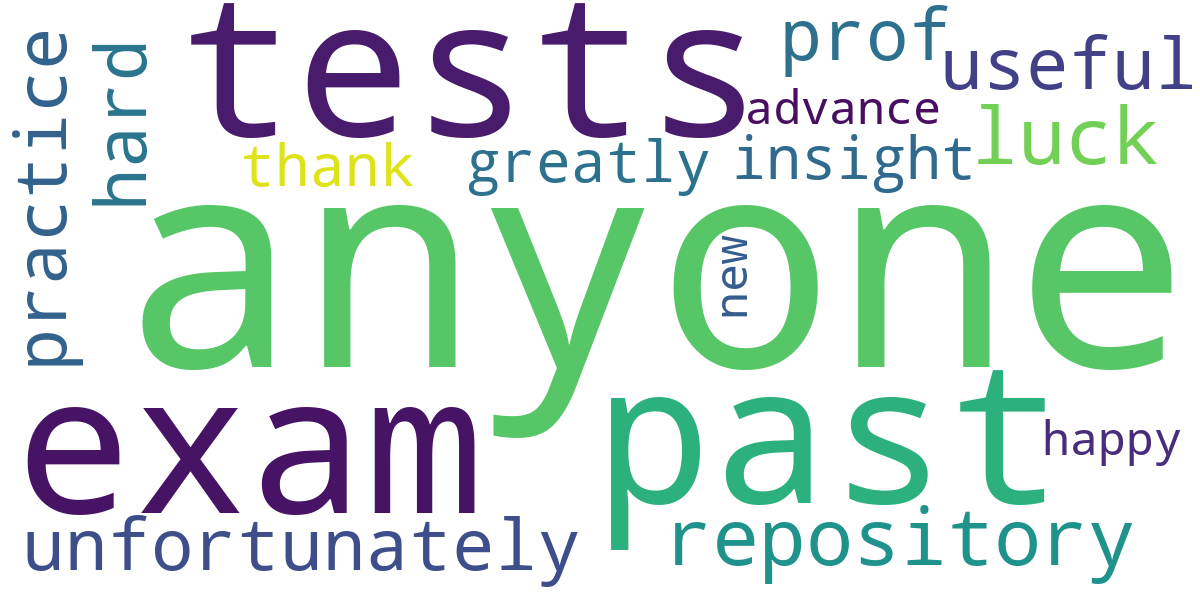 tests
prof
useful
practice
hard
advance
luck
thank
greatly
insight
anyone
new
exam
past
happy
unfortunately
repository